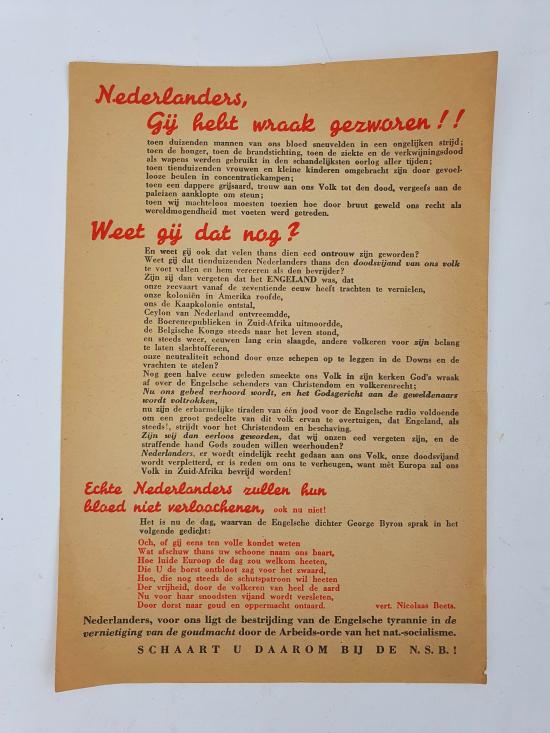 Nederlanders,
Gij hebt wraak gezworen !!
toen duizenden mannen van ons bloed sneuvelden in een ongelijken strijd;
toen de honger, toen de brandstichting, toen de ziekte en de verkwijningsdood
als wapens werden gebruikt in den schandelijksten oorlog aller tijden;
toen tienduizenden vrouwen en kleine kinderen omgebracht zijn door gevoel-
looze beulen in concentratiekampen;
toen een dappere grijsaard, trouw aan ons Volk tot den dood, vergeefs aan de
paleizen aanklopte om steun;
toen wij machteloos moesten toezien hoe door bruut geweld ons recht als
wereldmogendheid met voeten werd getreden.
Weet gij dat nog?
En weet gij ook dat velen thans dien eed ontrouw zijn geworden?
Weet gij dat tienduizenden Nederlanders thans den doodsvijand van ons volk
te voet vallen en hem vereeren als den bevrijder?
Zijn zij dan vergeten dat het ENGELAND was, dat
onze zeevaart vanaf de zeventiende eeuw heeft trachten te vernielen,
onze koloniën in Amerika roofde,
ons de Kaapkolonie ontstal,
Ceylon van Nederland ontvreemdde,
de Boerenrepublieken in Zuid-Afrika uitmoordde,
de Belgische Kongo steeds naar het leven stond,
en steeds weer, eeuwen lang erin slaagde, andere volkeren voor zijn belang
te laten slachtofferen,
onze neutraliteit schond door onze schepen op te leggen in de Downs en de
vrachten te stelen?
Nog geen halve eeuw geleden smeekte ons Volk in zijn kerken God's wraak
af over de Engelsche schenders van Christendom en volkerenrecht;
Nu ons gebed verhoord wordt, en het Godsgericht aan de geweldenaars
wordt voltrokken,
nu zijn de erbarmelijke tiraden van één jood voor de Engelsche radio voldoende
om een groot gedeelte van dit volk ervan te overtuigen, dat Engeland, als
steeds!, strijdt voor het Christendom en beschaving.
Zijn wij dan eerloos geworden, dat wij onzen eed vergeten zijn, en de
straffende hand Gods zouden willen weerhouden?
Nederlanders, er wordt eindelijk recht gedaan aan ons Volk, onze doodsvijand
wordt verpletterd, er is reden om ons te verheugen, want mèt Europa zal ons
Volk in Zuid-Afrika bevrijd worden!
Echte Nederlanders zullen hun
bloed niet verloochenen, ook nu niet!
Het is nu de dag, waarvan de Engelsche dichter George Byron sprak in het
volgende gedicht:
Och, of gij eens ten volle kondet weten
Wat afschuw thans uw schoone naam ons baart,
Hoe luide Euroop de dag zou welkom heeten,
Die U de borst ontbloot zag voor het zwaard,
Hoe, die nog steeds de schutspatroon wil heeten
Der vrijheid, door de volkeren van heel de aard
Nu voor haar snoodsten vijand wordt versleten,
Door dorst naar goud en oppermacht ontaard. vert. Nicolaas Beets.
Nederlanders, voor ons ligt de bestrijding van de Engelsche tyrannie in de
vernietiging van de goudmacht door de Arbeids-orde van het nat.-socialisme.
SCHAART U DAAROM BIJ DE N.S.B.!